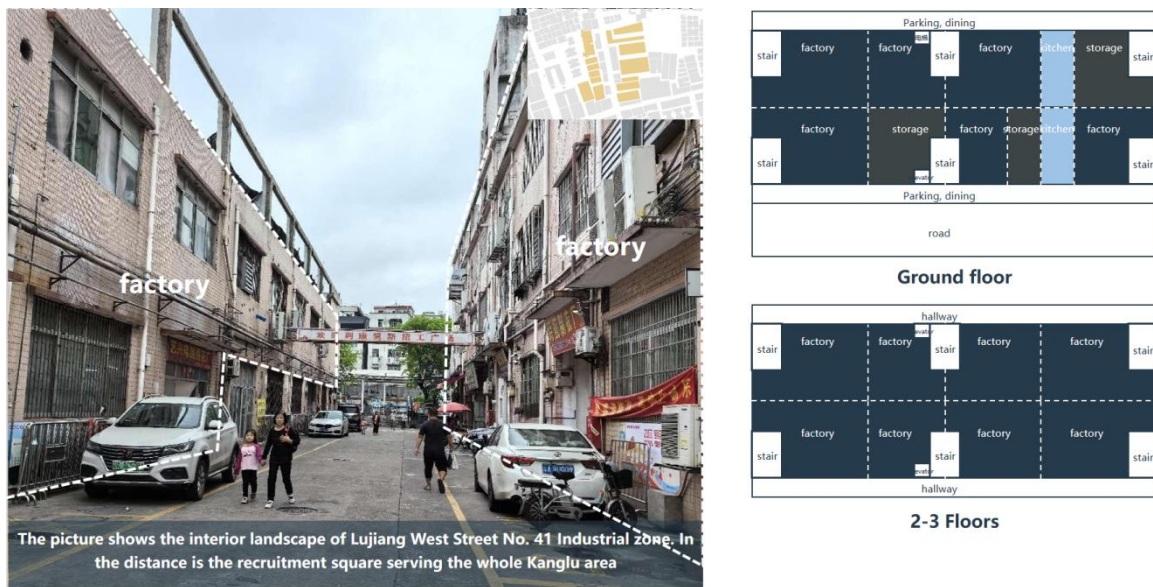 factory
factory
The picture shows the interior landscape of Lujiang West Street No. 41 Industrial zone. In
the distance is the recruitment square serving the whole Kanglu area
Parking, dining
stair
factory
factory
电梯
stair
factory
kitchen
storage
stair
factory
storage
factory
storage
kitchen
factory
stair
stair
stair
Parking, dining
road
Ground floor
hallway
stair
factory
factory
stair
factory
factory
stair
factory
factory
factory
factory
stair
stair
stair
hallway
2-3 Floors